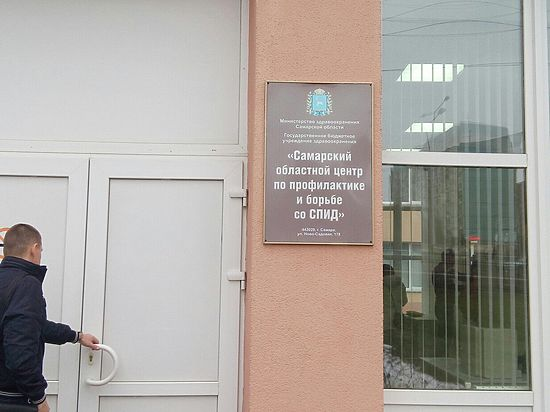 Министерство здравоохранения
Самарской области
Государственное бюджетное
учреждение здравоохранения
«Самарский
областной центр
по профилактике
и борьбе
со СПИД»
443029, г. Самара,
ул. Ново-Садовая, 178